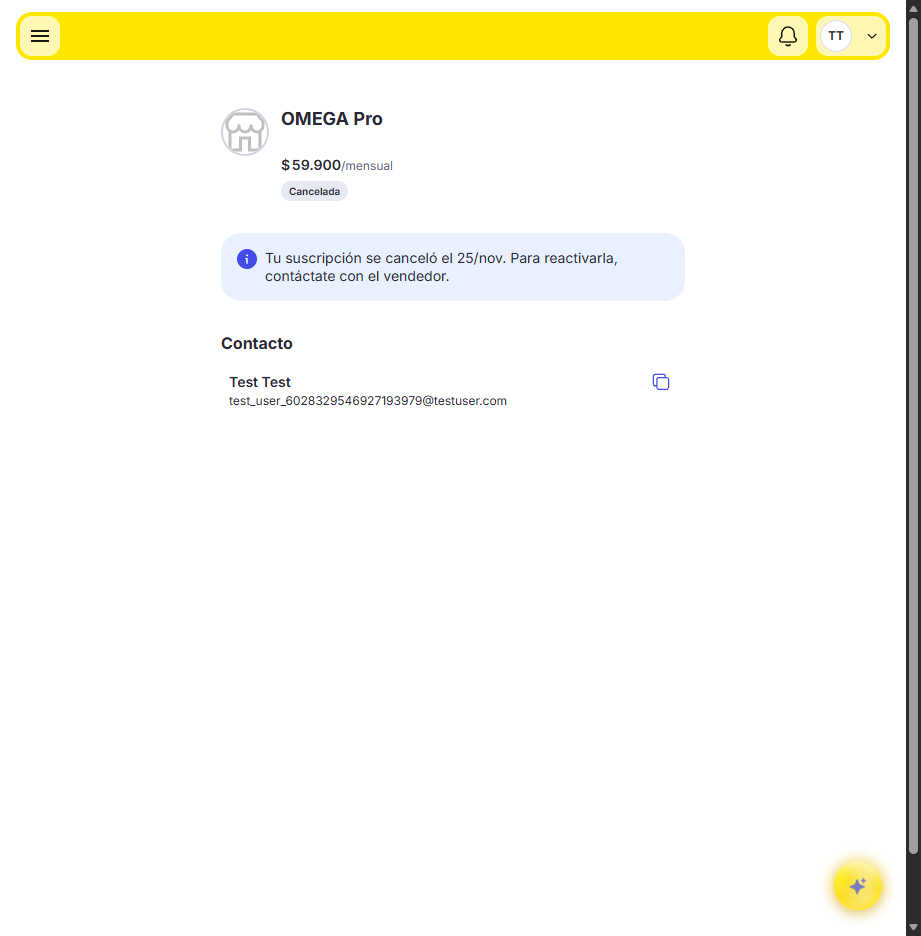 TT
OMEGA Pro
$ 59.900/mensual
Cancelada
Tu suscripción se canceló el 25/nov. Para reactivarla,
contáctate con el vendedor.
Contacto
Test Test
test_user_6028329546927193979@testuser.com